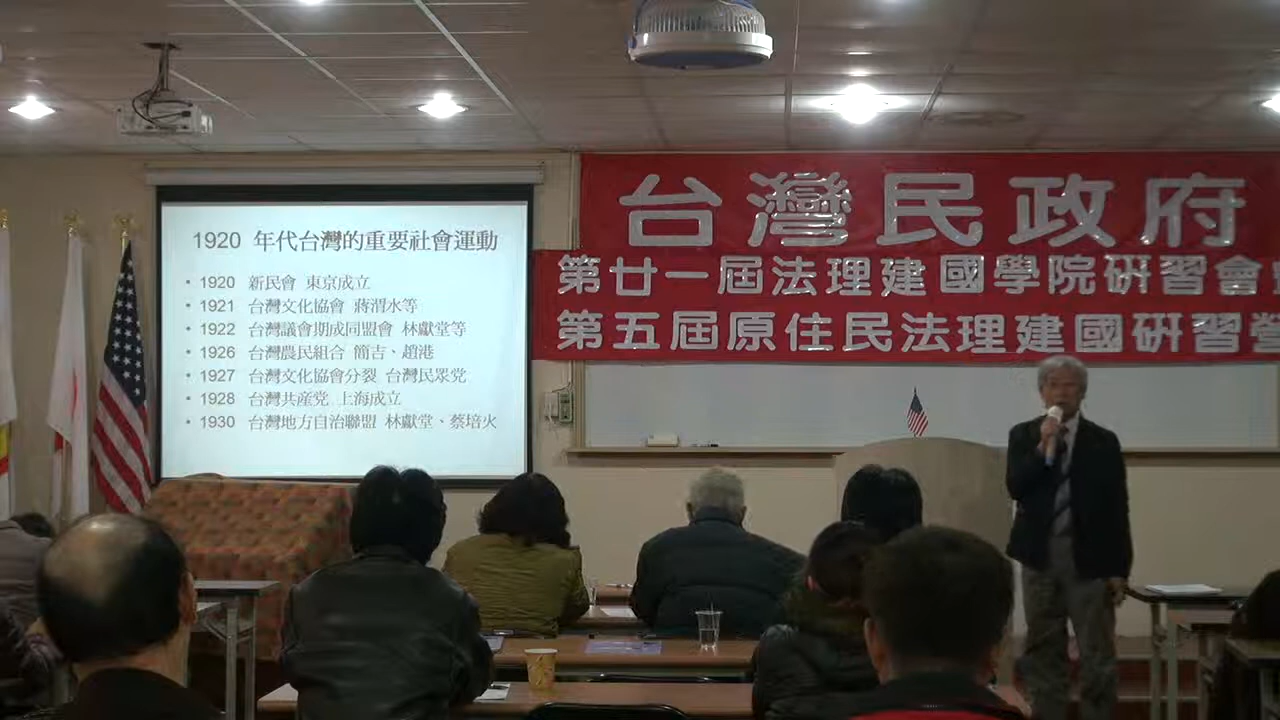 台灣民政府
第廿一屆法理建國學院研習會
第五屆原住民法理建國研習營
1920 年代台灣的重要社會運動
• 1920 新民會 東京成立
• 1921 台灣文化協會 蔣渭水等
• 1922 台灣議會期成同盟會 林獻堂等
• 1926 台灣農民組合 簡吉、趙港
• 1927 台灣文化協會分裂 台灣民眾党
• 1928 台灣共産党 上海成立
• 1930 台灣地方自治聯盟 林獻堂、蔡培火